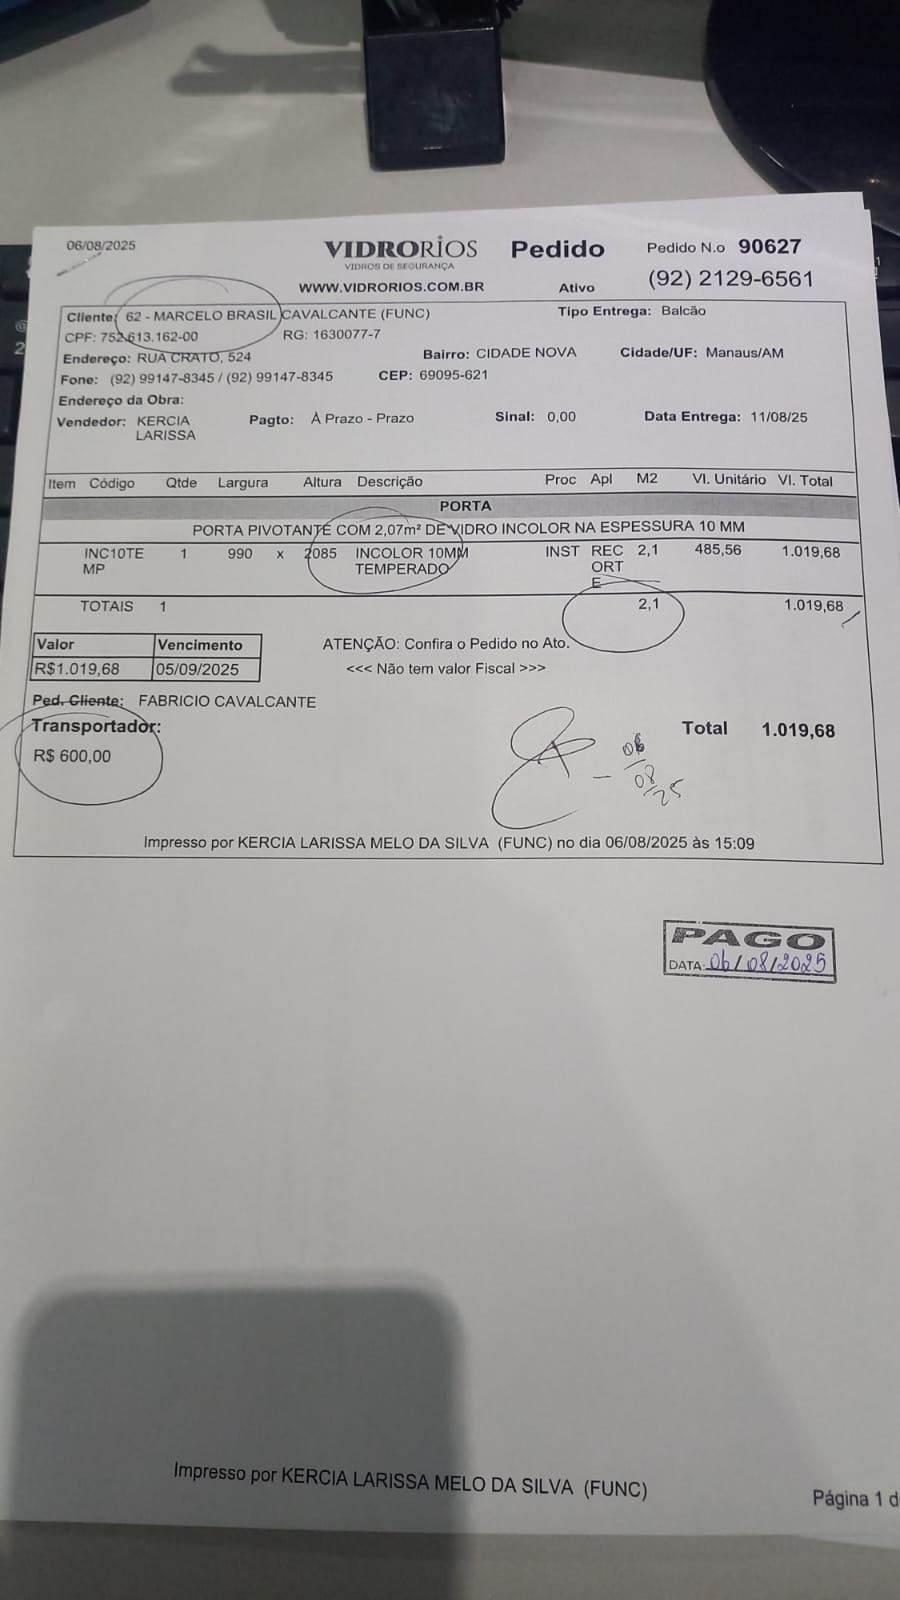 06/08/2025
VIDRORIOS
VIDROS DE SEGURANÇA
WWW.VIDRORIOS.COM.BR
Pedido
Ativo
Pedido N.o 90627
(92) 2129-6561
Cliente: 62 - MARCELO BRASIL CAVALCANTE (FUNC) Tipo Entrega: Balcão
CPF: 752.613.162-00 RG: 1630077-7
Endereço: RUA CRATO, 524 Bairro: CIDADE NOVA Cidade/UF: Manaus/AM
Fone: (92) 99147-8345 / (92) 99147-8345 CEP: 69095-621
Endereço da Obra:
Vendedor: KERCIA LARISSA Pagto: À Prazo - Prazo Sinal: 0,00 Data Entrega: 11/08/25
Item Código Qtde Largura Altura Descrição Proc Apl M2 Vl. Unitário Vl. Total
PORTA
PORTA PIVOTANTE COM 2,07m² DE VIDRO INCOLOR NA ESPESSURA 10 MM
INC10TE 1 990 x 2085 INCOLOR 10MM INST REC 2,1 485,56 1.019,68
MP TEMPERADO ORT
E
TOTAIS 1 2,1 1.019,68
Valor Vencimento
R$1.019,68 05/09/2025
ATENÇÃO: Confira o Pedido no Ato.
<<< Não tem valor Fiscal >>>
Ped. Cliente: FABRICIO CAVALCANTE
Transportador:
R$ 600,00
Total 1.019,68
06/08/25
Impresso por KERCIA LARISSA MELO DA SILVA (FUNC) no dia 06/08/2025 às 15:09
PAGO
DATA: 06/08/2025
Impresso por KERCIA LARISSA MELO DA SILVA (FUNC)
Página 1 d